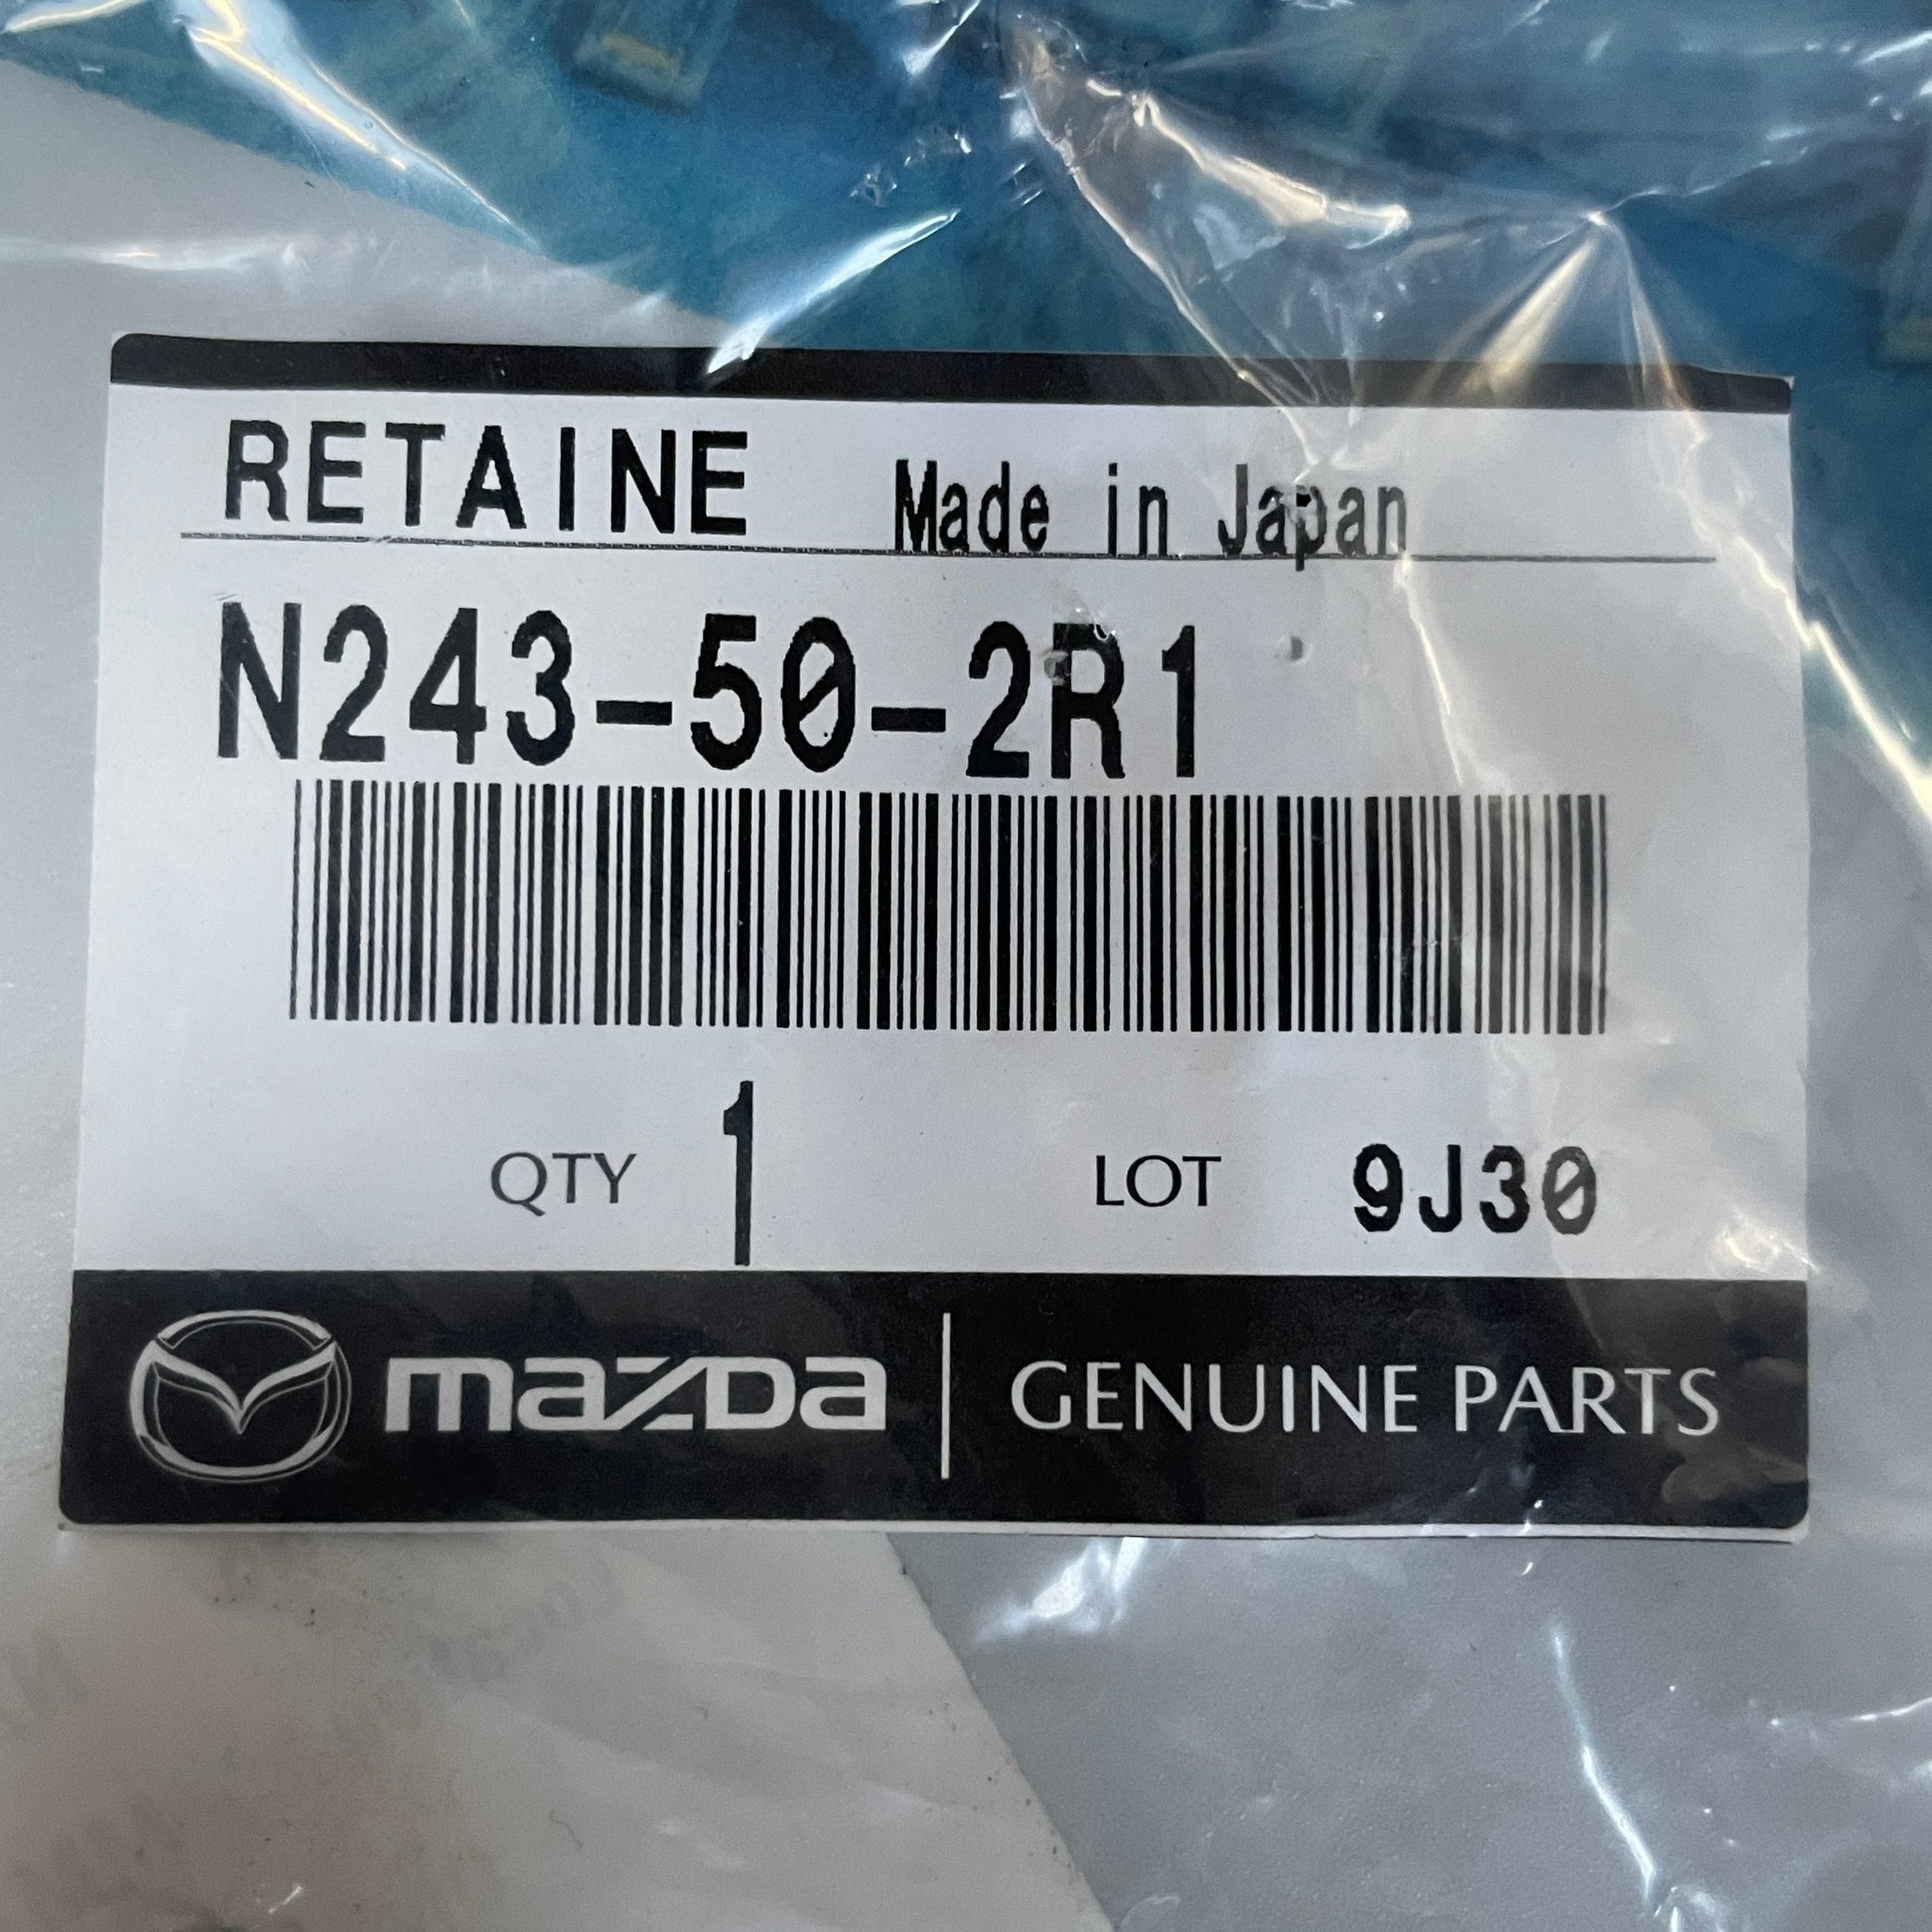 RETAINE Made in Japan
N243-50-2R1
QTY 1 LOT 9J30
mazDa | GENUINE PARTS